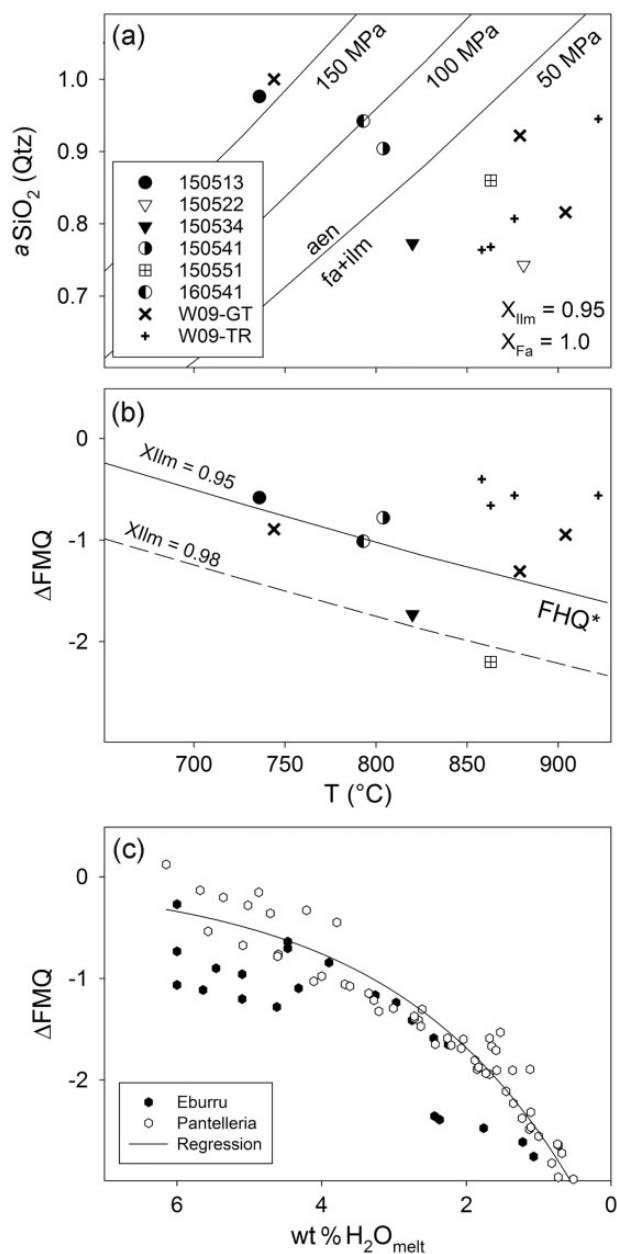 (a)
150 MPa
100 MPa
50 MPa
1.0
0.9
0.8
0.7
aSiO₂ (Qtz)
150513
150522
150534
150541
150551
160541
W09-GT
W09-TR
aen
fa+ilm
X_Ilm = 0.95
X_Fa = 1.0
(b)
0
-1
-2
ΔFMQ
XIlm = 0.95
XIlm = 0.98
FHQ*
700 750 800 850 900
T (°C)
(c)
0
-1
-2
ΔFMQ
Eburru
Pantelleria
Regression
6 4 2 0
wt % H₂O_melt